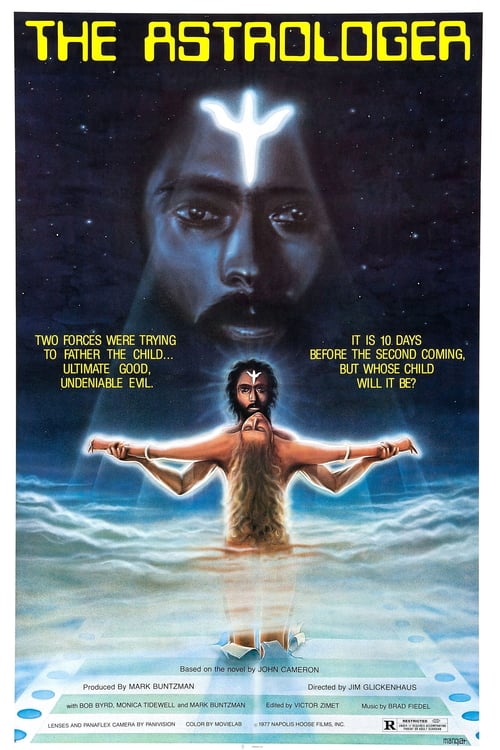 THE ASTROLOGER
TWO FORCES WERE TRYING
TO FATHER THE CHILD...
ULTIMATE GOOD,
UNDENIABLE EVIL.
IT IS 10 DAYS
BEFORE THE SECOND COMING,
BUT WHOSE CHILD
WILL IT BE?
Based on the novel by JOHN CAMERON
Produced By MARK BUNTZMAN
Directed by JIM GLICKENHAUS
with BOB BYRD, MONICA TIDEWELL and MARK BUNTZMAN
Edited by VICTOR ZIMET
Music by BRAD FIEDEL
LENSES AND PANAFLEX CAMERA BY PANIVISION
COLOR BY MOVIELAB
©1977 NAPOLIS HOOSE FILMS, INC.
R
RESTRICTED